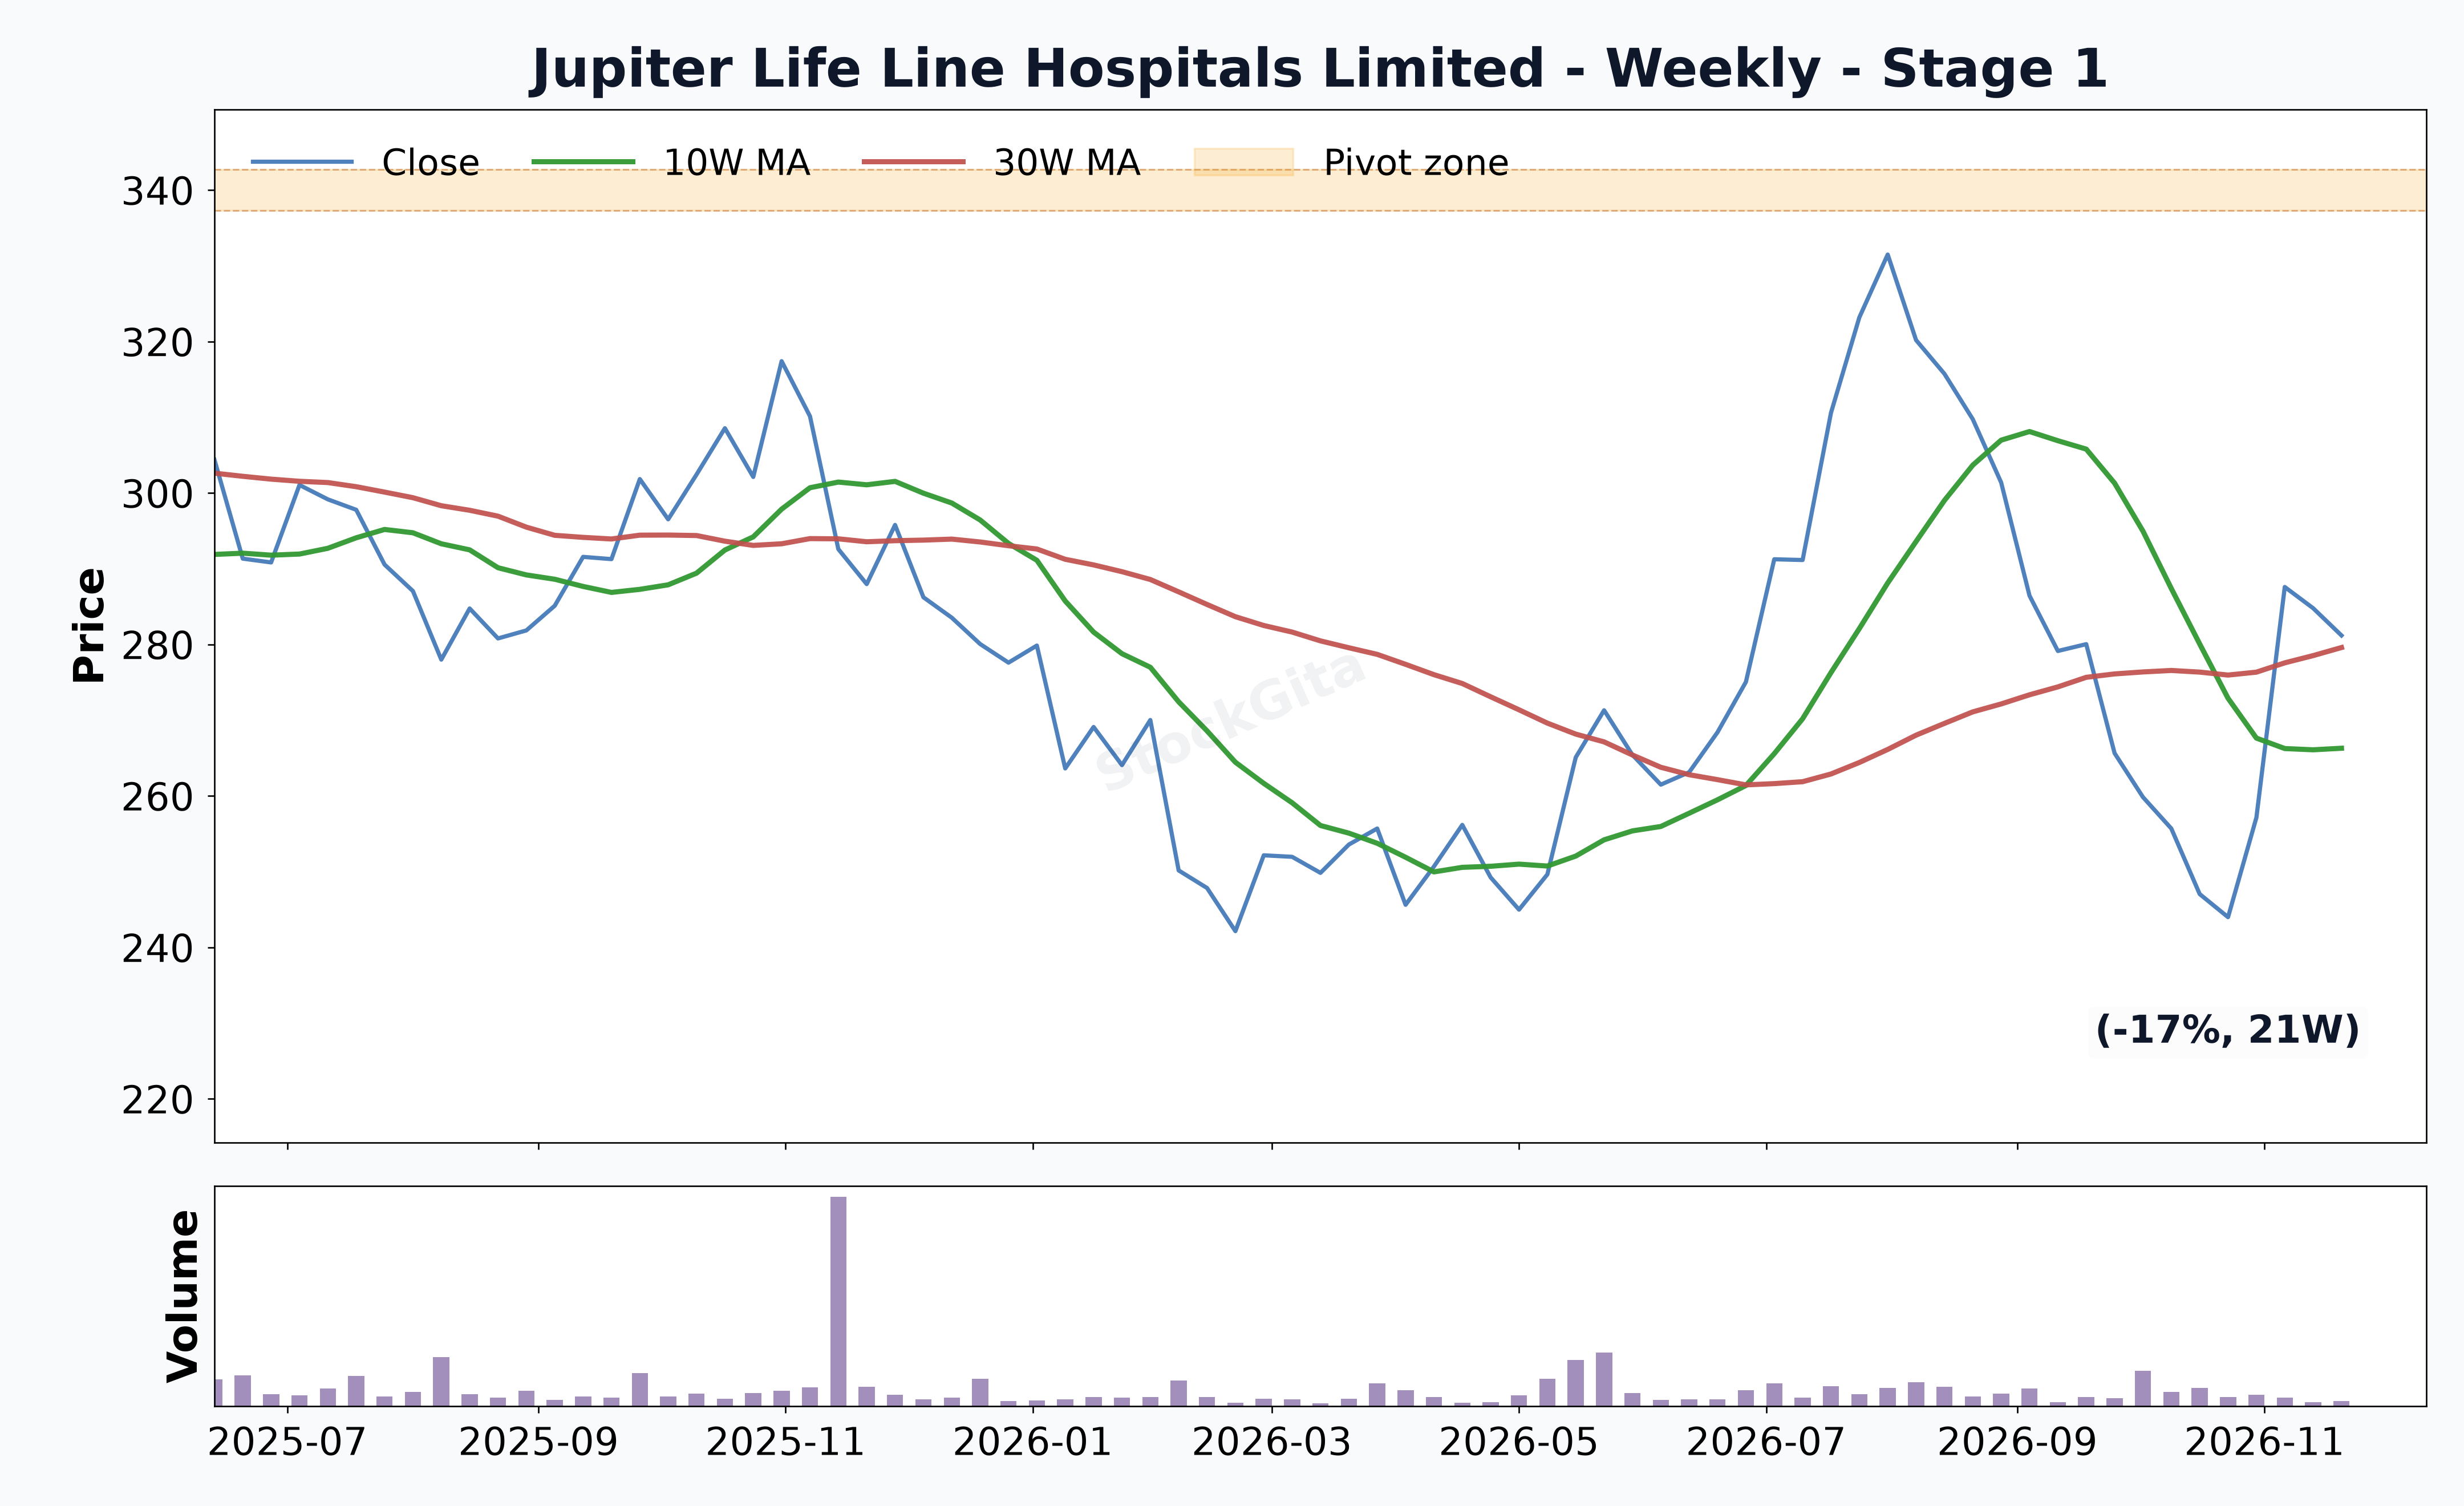 Jupiter Life Line Hospitals Limited - Weekly - Stage 1
Close 10W MA 30W MA Pivot zone
Price
340
320
300
280
260
240
220
StockGita
(-17%, 21W)
Volume
2025-07 2025-09 2025-11 2026-01 2026-03 2026-05 2026-07 2026-09 2026-11